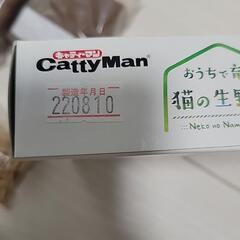 キャティーマン
CattyMan
製造年月日
220810
おうちで
猫の生野
Neko no Nam